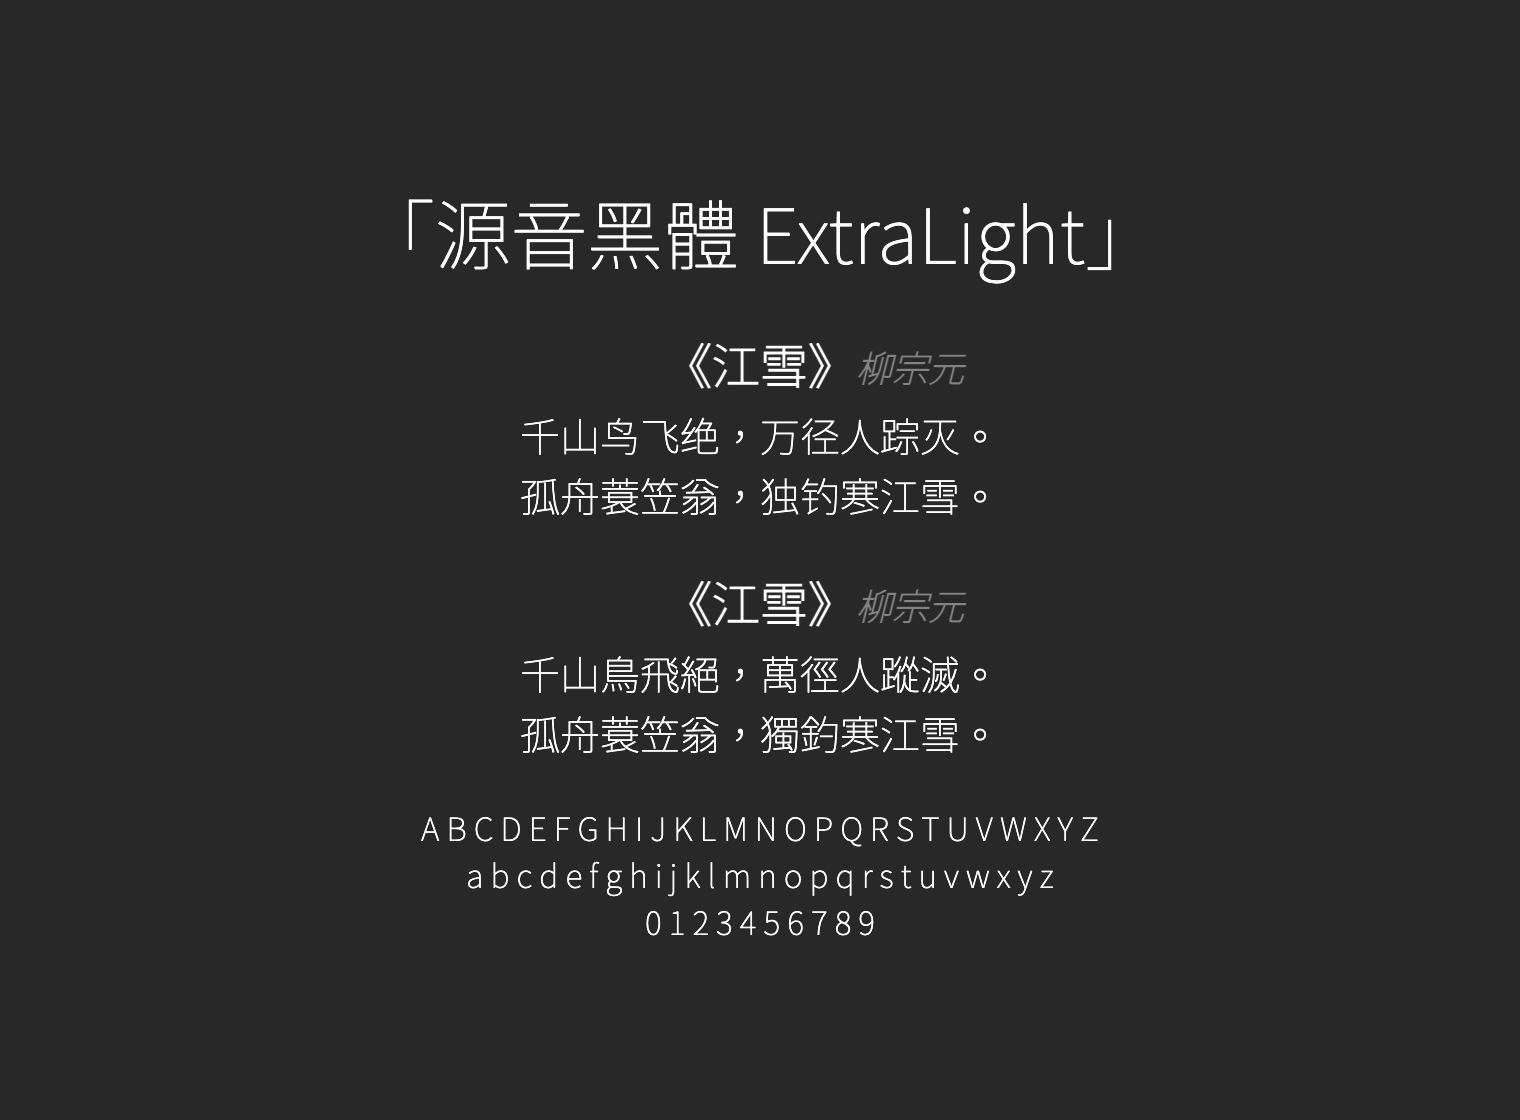 「源音黑體 ExtraLight」
《江雪》 柳宗元
千山鸟飞绝，万径人踪灭。
孤舟蓑笠翁，独钓寒江雪。
《江雪》 柳宗元
千山鳥飛絕，萬徑人蹤滅。
孤舟蓑笠翁，獨釣寒江雪。
A B C D E F G H I J K L M N O P Q R S T U V W X Y Z
a b c d e f g h i j k l m n o p q r s t u v w x y z
0 1 2 3 4 5 6 7 8 9